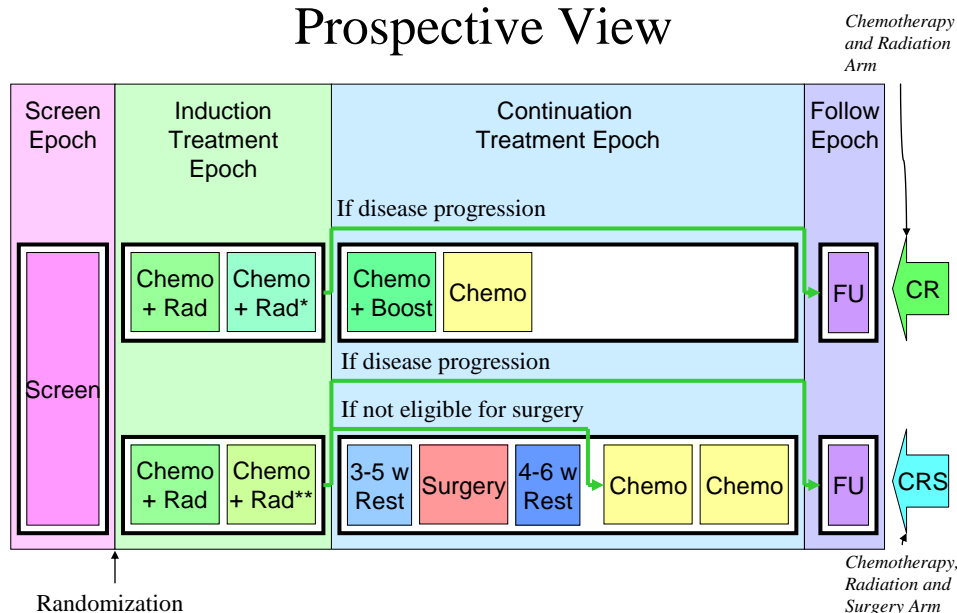 Prospective View
Chemotherapy
and Radiation
Arm
Screen
Epoch
Induction
Treatment
Epoch
Continuation
Treatment Epoch
Follow
Epoch
If disease progression
Chemo
+ Rad
Chemo
+ Rad*
Chemo
+ Boost
Chemo
FU
CR
Screen
If disease progression
If not eligible for surgery
Chemo
+ Rad
Chemo
+ Rad**
3-5 w
Rest
Surgery
4-6 w
Rest
Chemo
Chemo
FU
CRS
Randomization
Chemotherapy,
Radiation and
Surgery Arm